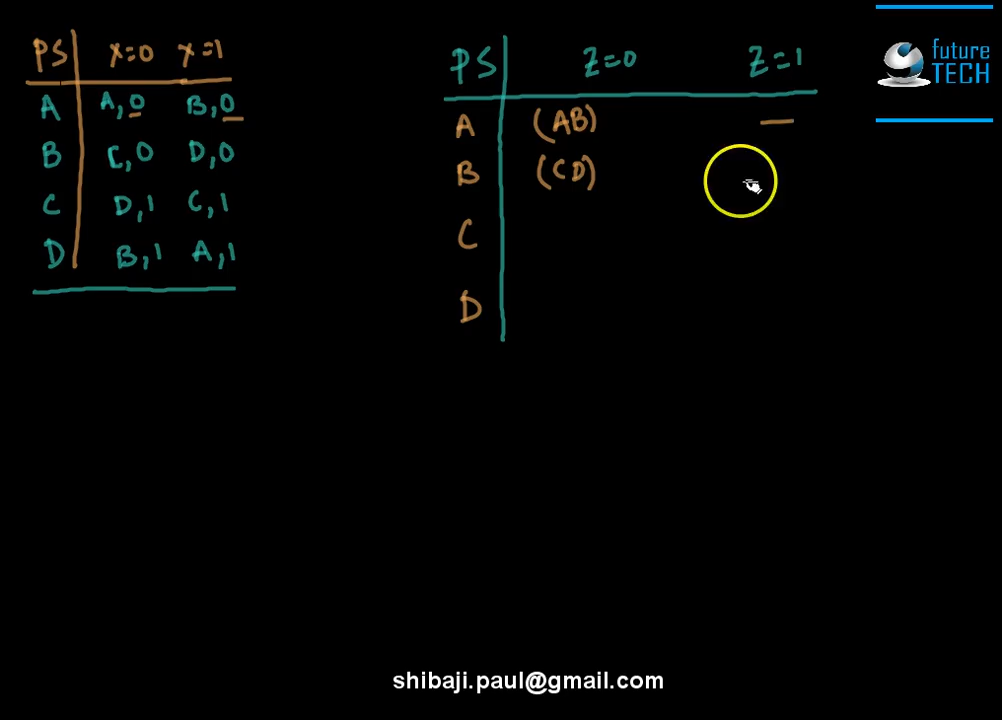 PS x=0 x=1
A A,0 B,0
B C,0 D,0
C D,1 C,1
D B,1 A,1
PS Z=0 Z=1
A (AB) —
B (CD)
C
D
future
TECH
shibaji.paul@gmail.com